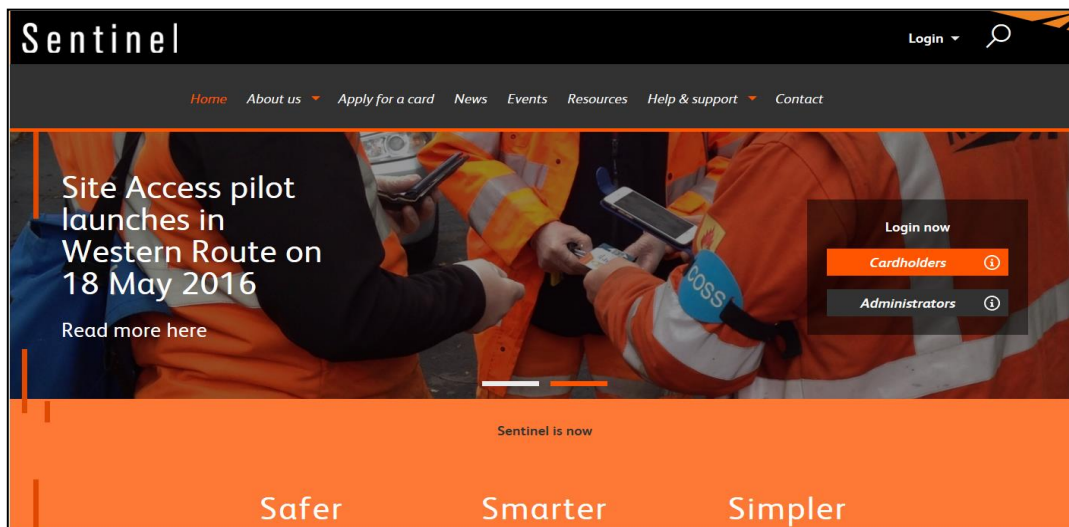 Sentinel
Login
Home About us Apply for a card News Events Resources Help & support Contact
Site Access pilot
launches in
Western Route on
18 May 2016
Read more here
Login now
Cardholders
Administrators
COSS
Sentinel is now
Safer Smarter Simpler